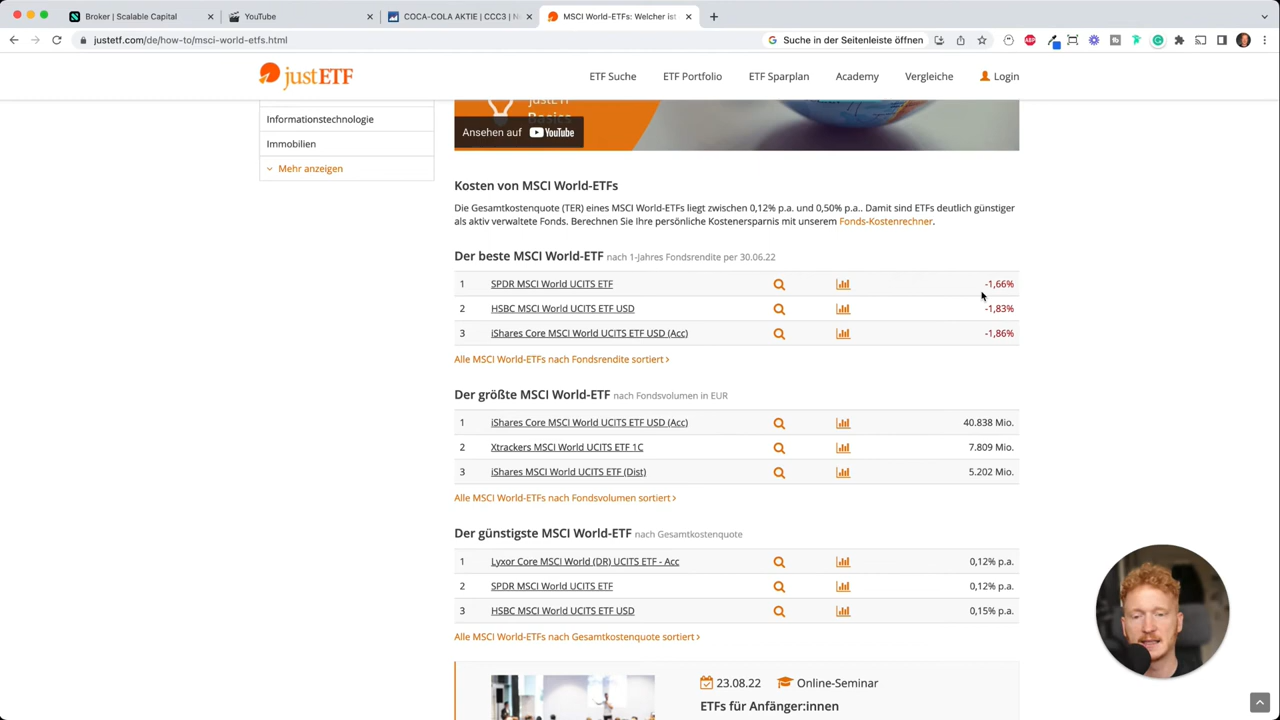 Broker | Scalable Capital
YouTube
COCA-COLA AKTIE | CCC3 | N
MSCI World-ETFs: Welcher ist
justetf.com/de/how-to/msci-world-etfs.html
Suche in der Seitenleiste öffnen
ABP
justETF
ETF Suche
ETF Portfolio
ETF Sparplan
Academy
Vergleiche
Login
Informationstechnologie
Immobilien
Mehr anzeigen
justETF
Basics
Ansehen auf YouTube
Kosten von MSCI World-ETFs
Die Gesamtkostenquote (TER) eines MSCI World-ETFs liegt zwischen 0,12% p.a. und 0,50% p.a.. Damit sind ETFs deutlich günstiger
als aktiv verwaltete Fonds. Berechnen Sie Ihre persönliche Kostenersparnis mit unserem Fonds-Kostenrechner.
Der beste MSCI World-ETF nach 1-Jahres Fondsrendite per 30.06.22
1 SPDR MSCI World UCITS ETF -1,66%
2 HSBC MSCI World UCITS ETF USD -1,83%
3 iShares Core MSCI World UCITS ETF USD (Acc) -1,86%
Alle MSCI World-ETFs nach Fondsrendite sortiert ›
Der größte MSCI World-ETF nach Fondsvolumen in EUR
1 iShares Core MSCI World UCITS ETF USD (Acc) 40.838 Mio.
2 Xtrackers MSCI World UCITS ETF 1C 7.809 Mio.
3 iShares MSCI World UCITS ETF (Dist) 5.202 Mio.
Alle MSCI World-ETFs nach Fondsvolumen sortiert ›
Der günstigste MSCI World-ETF nach Gesamtkostenquote
1 Lyxor Core MSCI World (DR) UCITS ETF - Acc 0,12% p.a.
2 SPDR MSCI World UCITS ETF 0,12% p.a.
3 HSBC MSCI World UCITS ETF USD 0,15% p.a.
Alle MSCI World-ETFs nach Gesamtkostenquote sortiert ›
23.08.22 Online-Seminar
ETFs für Anfänger:innen